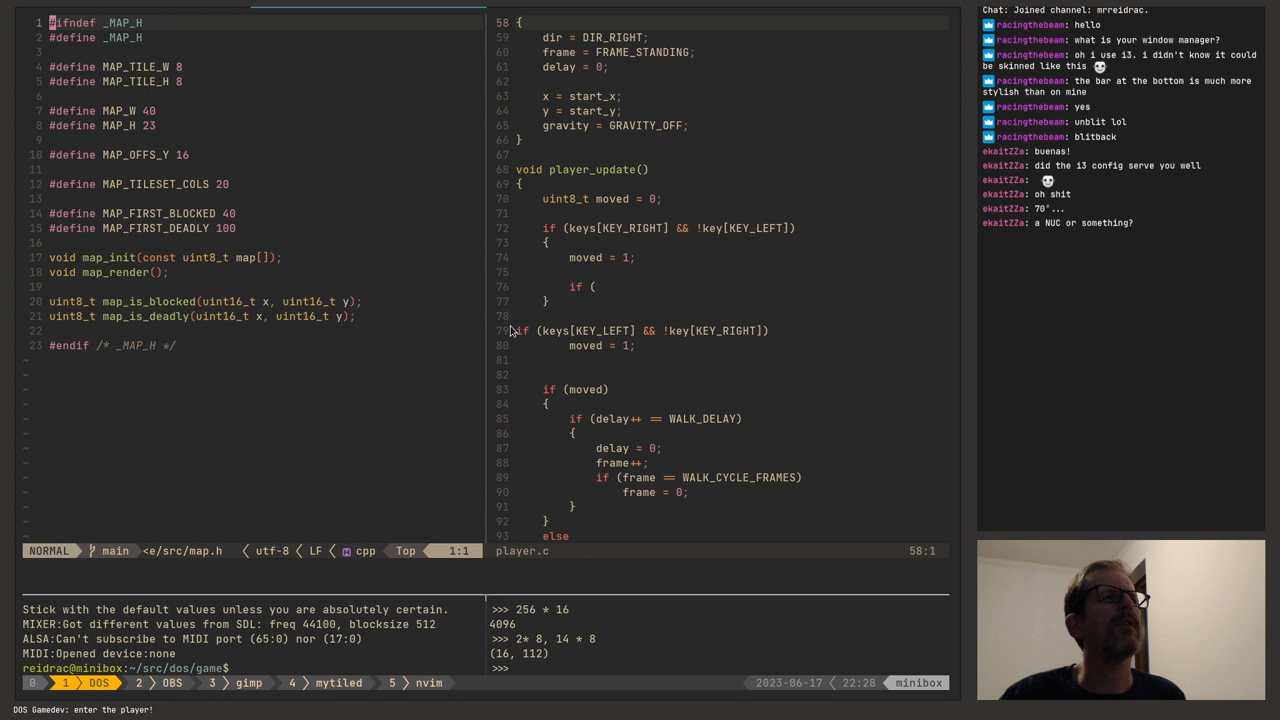 1 #ifndef _MAP_H
2 #define _MAP_H
3
4 #define MAP_TILE_W 8
5 #define MAP_TILE_H 8
6
7 #define MAP_W 40
8 #define MAP_H 23
9
10 #define MAP_OFFS_Y 16
11
12 #define MAP_TILESET_COLS 20
13
14 #define MAP_FIRST_BLOCKED 40
15 #define MAP_FIRST_DEADLY 100
16
17 void map_init(const uint8_t map[]);
18 void map_render();
19
20 uint8_t map_is_blocked(uint16_t x, uint16_t y);
21 uint8_t map_is_deadly(uint16_t x, uint16_t y);
22
23 #endif /* _MAP_H */
~
~
~
~
~
~
~
~
~
~
~
~
~
NORMAL main <e/src/map.h utf-8 LF cpp Top 1:1
58 {
59 dir = DIR_RIGHT;
60 frame = FRAME_STANDING;
61 delay = 0;
62
63 x = start_x;
64 y = start_y;
65 gravity = GRAVITY_OFF;
66 }
67
68 void player_update()
69 {
70 uint8_t moved = 0;
71
72 if (keys[KEY_RIGHT] && !key[KEY_LEFT])
73 {
74 moved = 1;
75
76 if (
77 }
78
79 if (keys[KEY_LEFT] && !key[KEY_RIGHT])
80 moved = 1;
81
82
83 if (moved)
84 {
85 if (delay++ == WALK_DELAY)
86 {
87 delay = 0;
88 frame++;
89 if (frame == WALK_CYCLE_FRAMES)
90 frame = 0;
91 }
92 }
93 else
player.c 58:1
Stick with the default values unless you are absolutely certain.
MIXER:Got different values from SDL: freq 44100, blocksize 512
ALSA:Can't subscribe to MIDI port (65:0) nor (17:0)
MIDI:Opened device:none
reidrac@minibox:~/src/dos/game$
>>> 256 * 16
4096
>>> 2* 8, 14 * 8
(16, 112)
>>>
0 1 DOS 2 OBS 3 gimp 4 mytiled 5 nvim 2023-06-17 22:28 minibox
DOS Gamedev: enter the player!
Chat: Joined channel: mrreidrac.
racingthebeam: hello
racingthebeam: what is your window manager?
racingthebeam: oh i use i3. i didn't know it could
be skinned like this
racingthebeam: the bar at the bottom is much more
stylish than on mine
racingthebeam: yes
racingthebeam: unblit lol
racingthebeam: blitback
ekaitZZa: buenas!
ekaitZZa: did the i3 config serve you well
ekaitZZa:
ekaitZZa: oh shit
ekaitZZa: 70°...
ekaitZZa: a NUC or something?